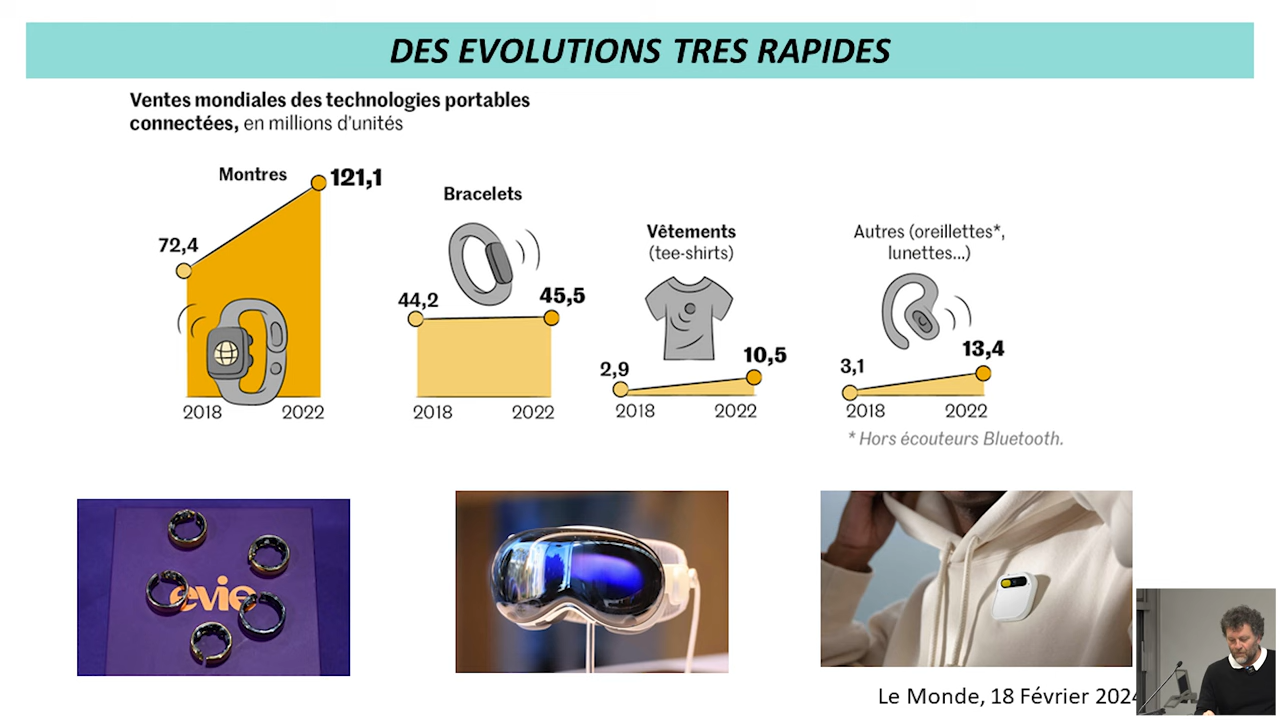 DES EVOLUTIONS TRES RAPIDES
Ventes mondiales des technologies portables
connectées, en millions d'unités
Montres
121,1
72,4
2018
2022
Bracelets
44,2
45,5
2018
2022
Vêtements
(tee-shirts)
2,9
10,5
2018
2022
Autres (oreillettes*,
lunettes...)
3,1
13,4
2018
2022
* Hors écouteurs Bluetooth.
evie
Le Monde, 18 Février 2024